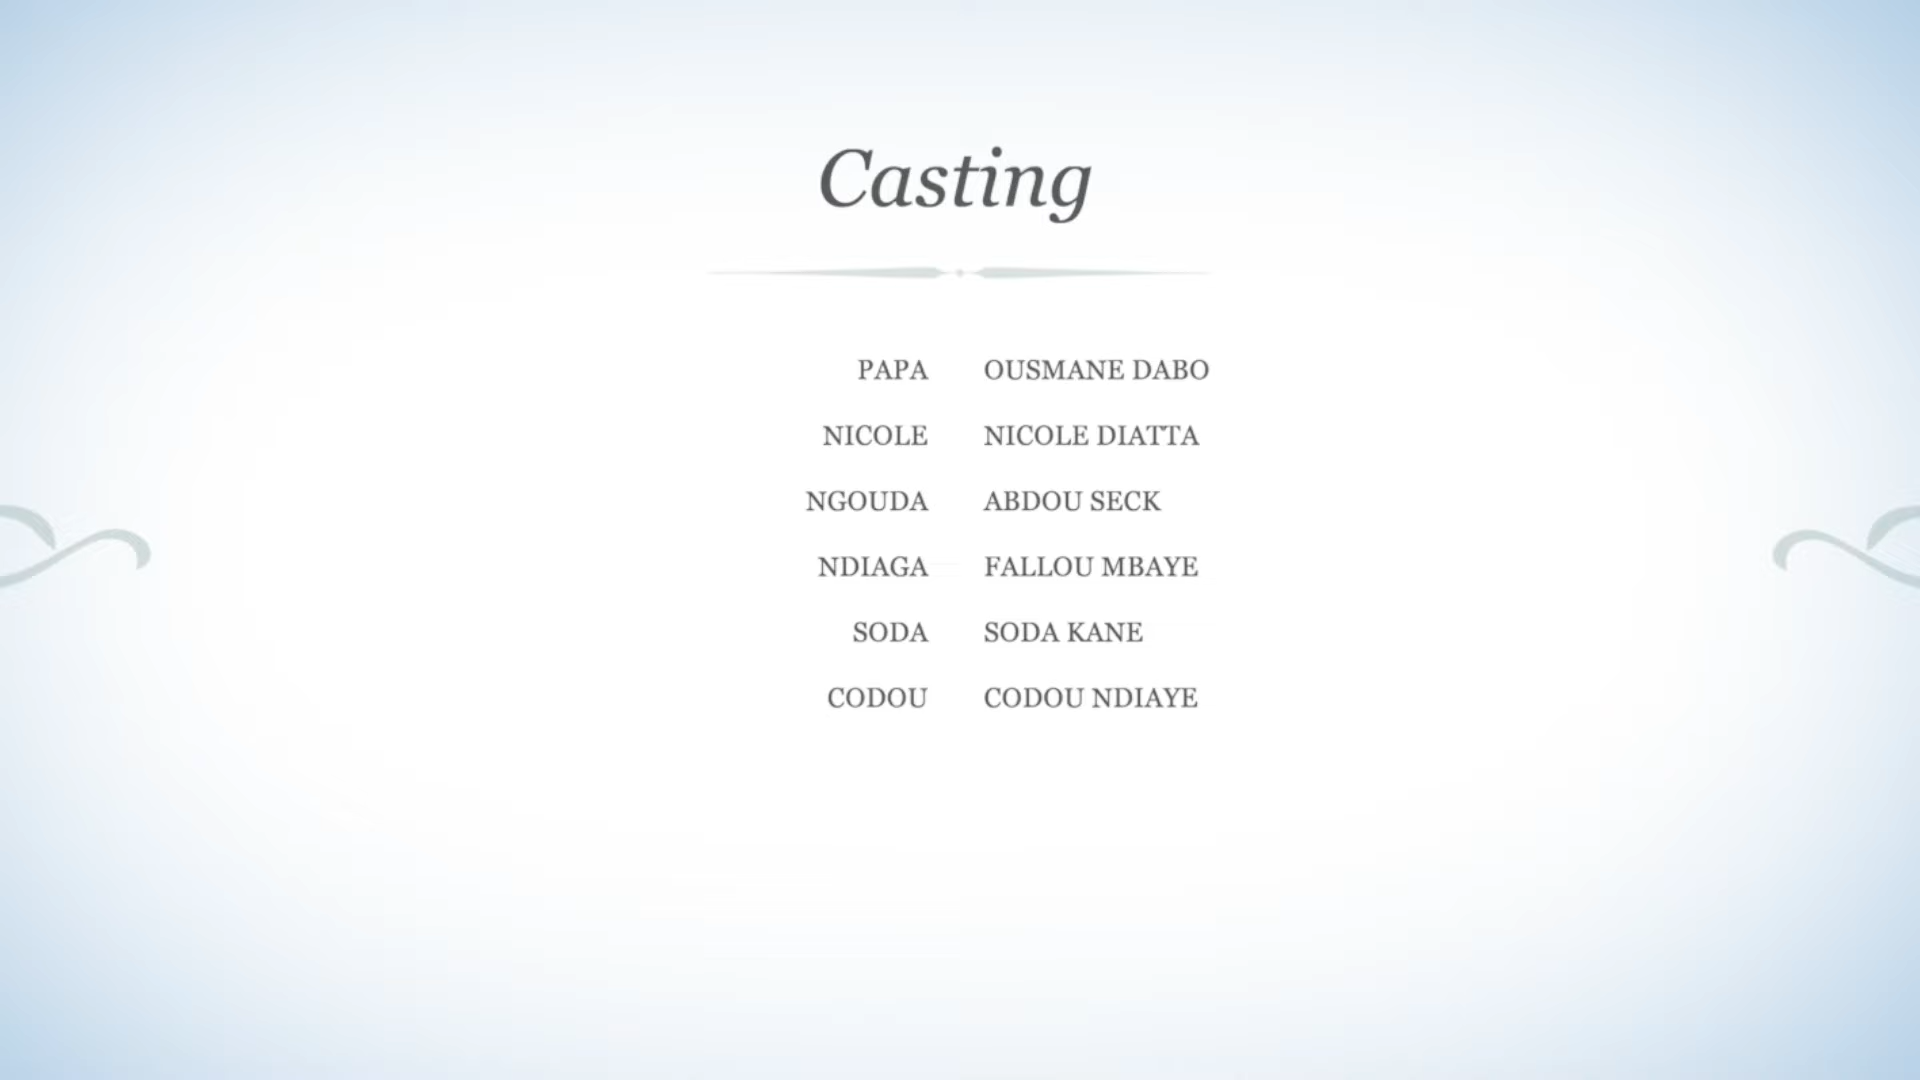 Casting
PAPA OUSMANE DABO
NICOLE NICOLE DIATTA
NGOUDA ABDOU SECK
NDIAGA FALLOU MBAYE
SODA SODA KANE
CODOU CODOU NDIAYE